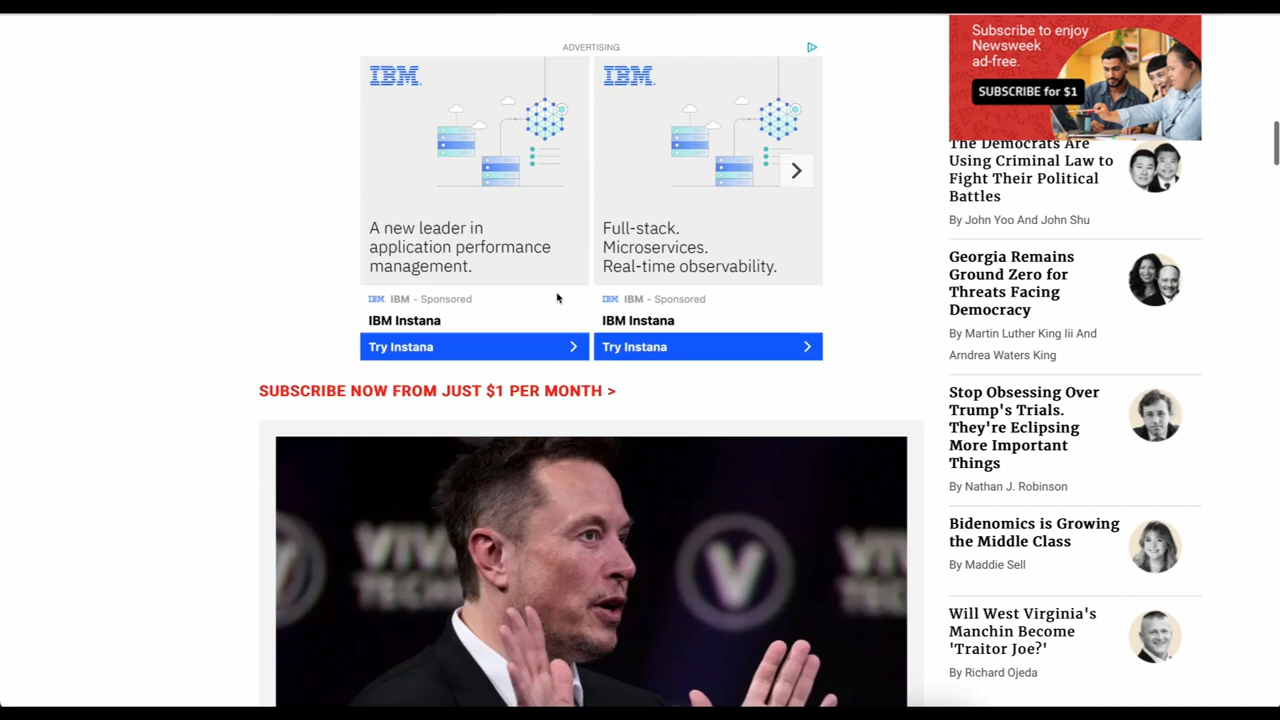 ADVERTISING
IBM
A new leader in
application performance
management.
IBM IBM - Sponsored
IBM Instana
Try Instana
IBM
Full-stack.
Microservices.
Real-time observability.
IBM IBM - Sponsored
IBM Instana
Try Instana
SUBSCRIBE NOW FROM JUST $1 PER MONTH >
VIV
TECH
V
Subscribe to enjoy
Newsweek
ad-free.
SUBSCRIBE for $1
The Democrats Are
Using Criminal Law to
Fight Their Political
Battles
By John Yoo And John Shu
Georgia Remains
Ground Zero for
Threats Facing
Democracy
By Martin Luther King Iii And
Arndrea Waters King
Stop Obsessing Over
Trump's Trials.
They're Eclipsing
More Important
Things
By Nathan J. Robinson
Bidenomics is Growing
the Middle Class
By Maddie Sell
Will West Virginia's
Manchin Become
'Traitor Joe?'
By Richard Ojeda